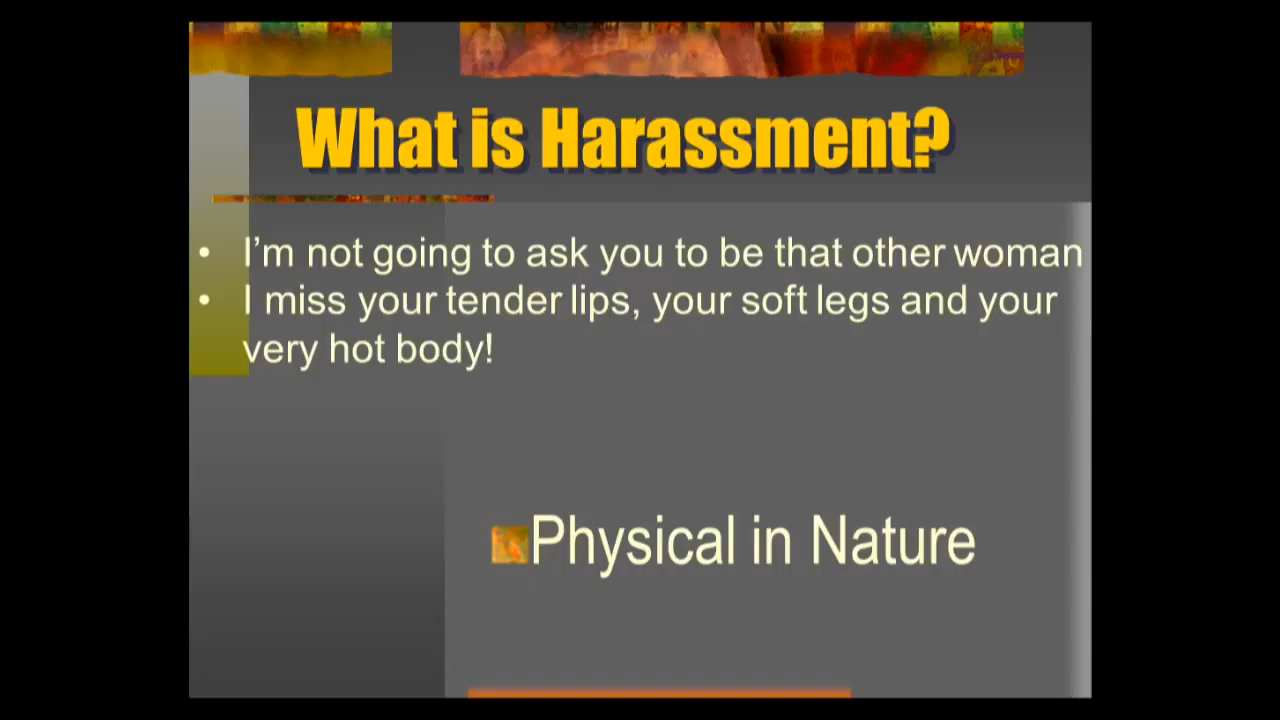 What is Harassment?
• I'm not going to ask you to be that other woman
• I miss your tender lips, your soft legs and your
very hot body!
Physical in Nature